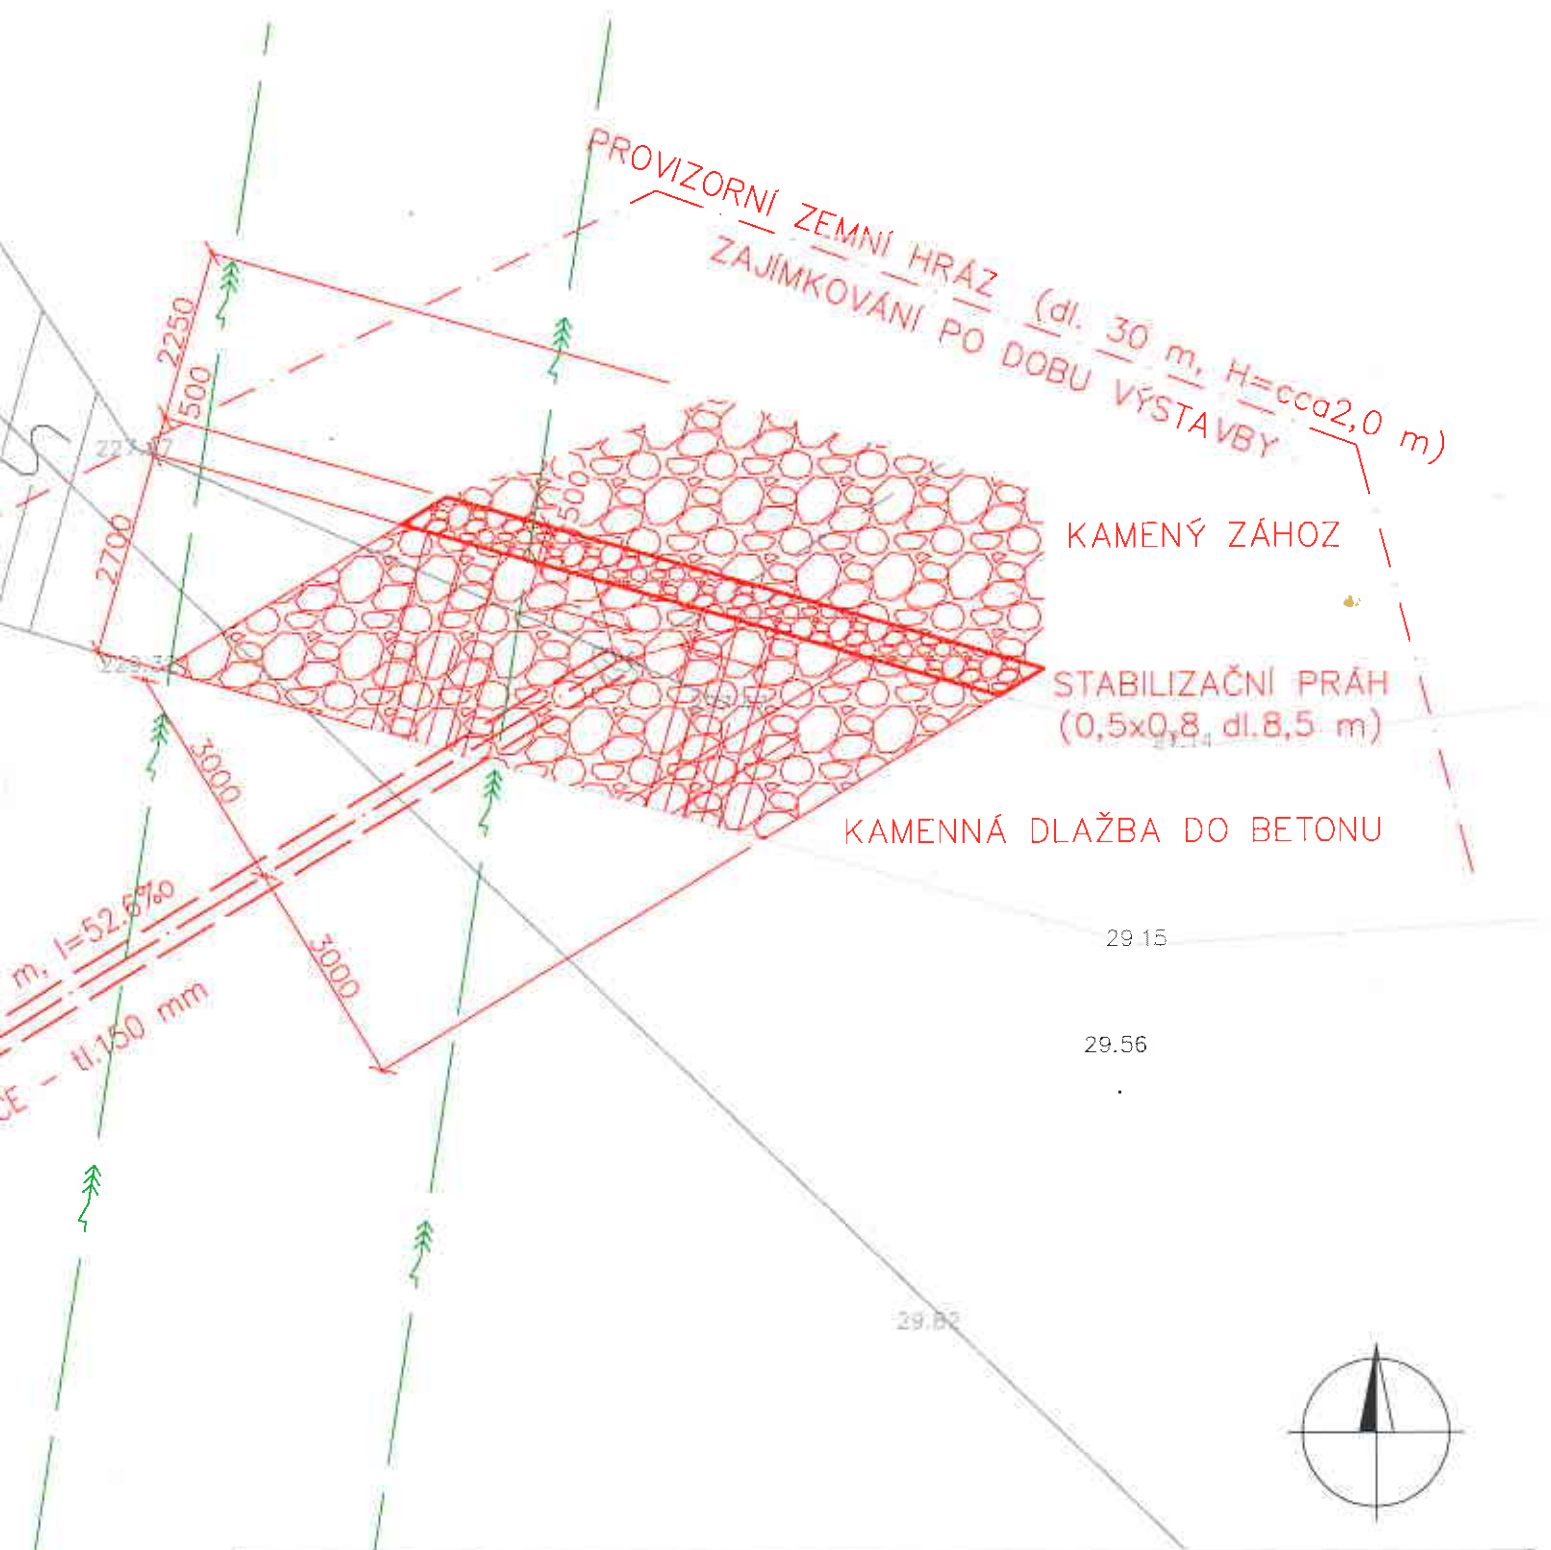 PROVIZORNÍ ZEMNÍ HRÁZ (dl. 30 m, H=cca2,0 m)
ZAJÍMKOVÁNÍ PO DOBU VÝSTAVBY
2250
500
500
2700
S
KAMENÝ ZÁHOZ
STABILIZAČNÍ PRÁH
(0,5x0,8, dl.8,5 m)
KAMENNÁ DLAŽBA DO BETONU
3000
3000
m, I=52.6‰
tl.150 mm
29.15
29.56
29.82